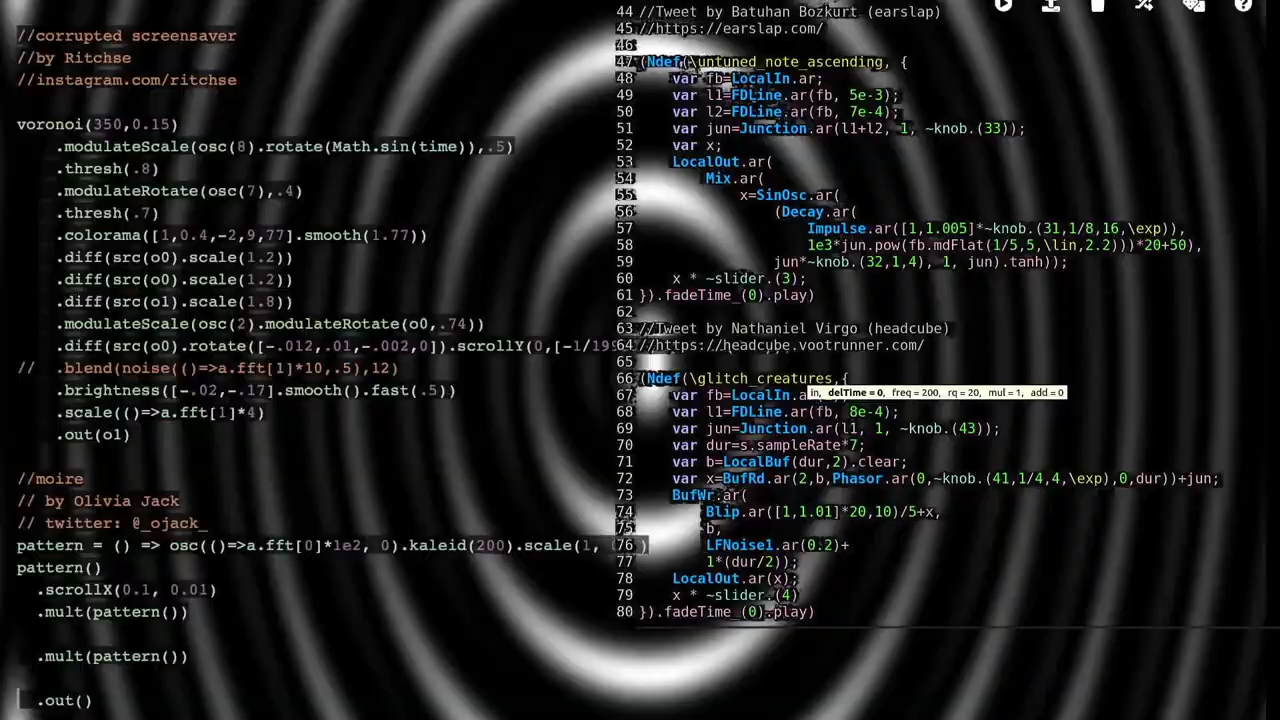 //corrupted screensaver
//by Ritchse
//instagram.com/ritchse
voronoi(350,0.15)
.modulateScale(osc(8).rotate(Math.sin(time)),.5)
.thresh(.8)
.modulateRotate(osc(7),.4)
.thresh(.7)
.colorama([1,0.4,-2,9,77].smooth(1.77))
.diff(src(o0).scale(1.2))
.diff(src(o0).scale(1.2))
.diff(src(o1).scale(1.8))
.modulateScale(osc(2).modulateRotate(o0,.74))
.diff(src(o0).rotate([-.012,.01,-.002,0]).scrollY(0,[-1/199
// .blend(noise(()=>a.fft[1]*10,.5),12)
.brightness([-.02,-.17].smooth().fast(.5))
.scale(()=>a.fft[1]*4)
.out(o1)
//moire
// by Olivia Jack
// twitter: @_ojack_
pattern = () => osc(()=>a.fft[0]*1e2, 0).kaleid(200).scale(1,
pattern()
.scrollX(0.1, 0.01)
.mult(pattern())
.mult(pattern())
.out()
44 //Tweet by Batuhan Bozkurt (earslap)
45 //https://earslap.com/
46
47 (Ndef(\untuned_note_ascending, {
48 var fb=LocalIn.ar;
49 var l1=FDLine.ar(fb, 5e-3);
50 var l2=FDLine.ar(fb, 7e-4);
51 var jun=Junction.ar(l1+l2, 1, ~knob.(33));
52 var x;
53 LocalOut.ar(
54 Mix.ar(
55 x=SinOsc.ar(
56 (Decay.ar(
57 Impulse.ar([1,1.005]*~knob.(31,1/8,16,\exp)),
58 1e3*jun.pow(fb.mdFlat(1/5,5,\lin,2.2)))*20+50),
59 jun*~knob.(32,1,4), 1, jun).tanh));
60 x * ~slider.(3);
61 }).fadeTime_(0).play)
62
63 //Tweet by Nathaniel Virgo (headcube)
64 //https://headcube.vootrunner.com/
65
66 (Ndef(\glitch_creatures,{
in, delTime = 0, freq = 200, rq = 20, mul = 1, add = 0
67 var fb=LocalIn.a
68 var l1=FDLine.ar(fb, 8e-4);
69 var jun=Junction.ar(l1, 1, ~knob.(43));
70 var dur=s.sampleRate*7;
71 var b=LocalBuf(dur,2).clear;
72 var x=BufRd.ar(2,b,Phasor.ar(0,~knob.(41,1/4,4,\exp),0,dur))+jun;
73 BufWr.ar(
74 Blip.ar([1,1.01]*20,10)/5+x,
75 b,
76 LFNoise1.ar(0.2)+
77 1*(dur/2));
78 LocalOut.ar(x);
79 x * ~slider.(4)
80 }).fadeTime_(0).play)